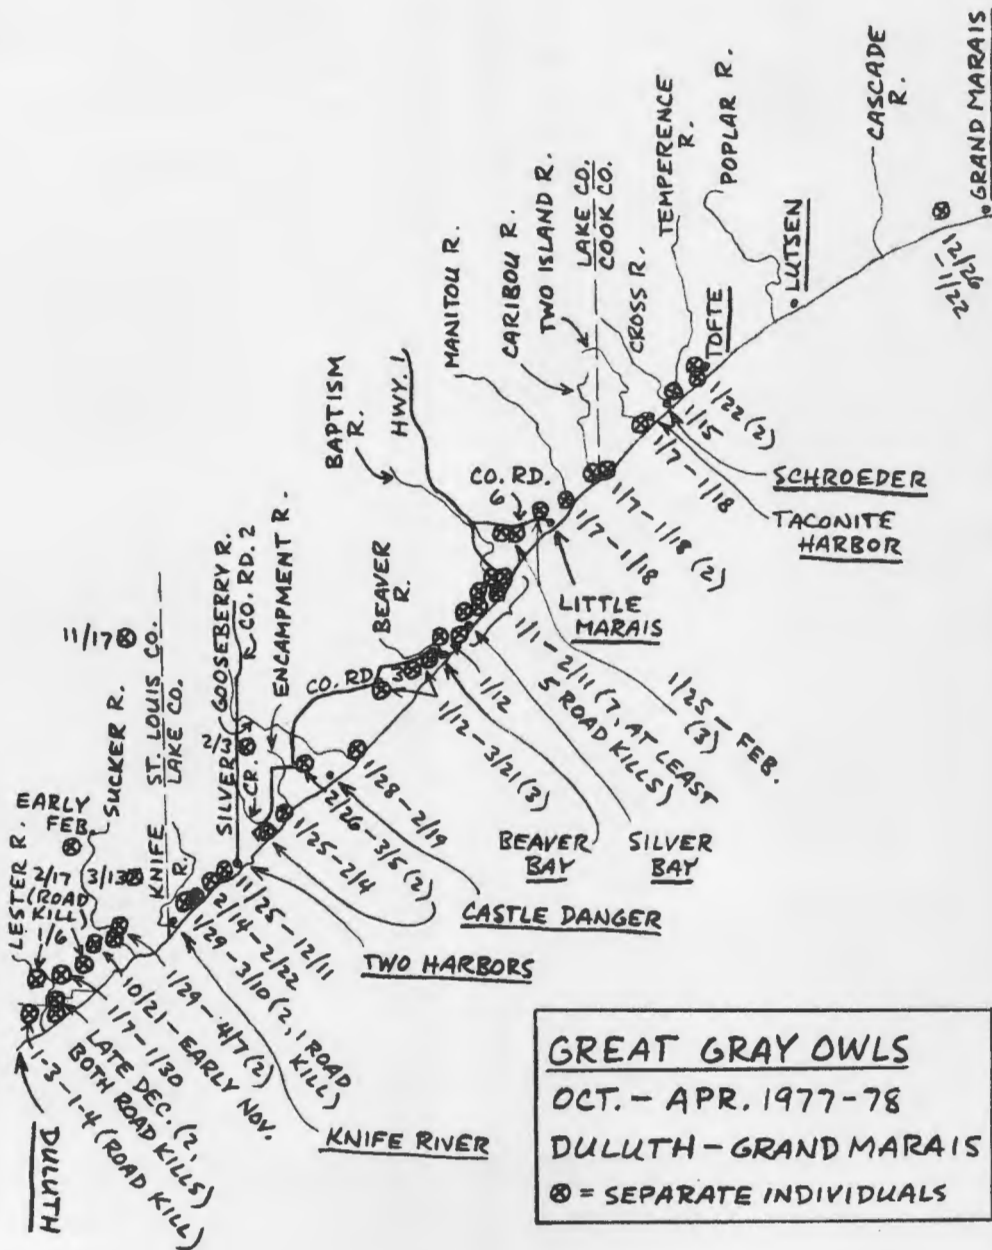 GRAND MARAIS
CASCADE
R.
POPLAR R.
TEMPERENCE
R.
LAKE CO.
COOK CO.
CROSS R.
TWO ISLAND R.
CARIBOU R.
MANITOU R.
HWY. 1
BAPTISM
R.
CO. RD.
6
12/26
-1/22
LUTSEN
TOFTE
1/22 (2)
1/15
1/7-1/18
SCHROEDER
TACONITE
HARBOR
1/7-1/18 (2)
1/7-1/18
LITTLE
MARAIS
1/25-FEB.
(3)
1/1-2/11 (7, AT LEAST
5 ROAD KILLS)
BEAVER
R.
CO. RD.
3
1/12
1/12-3/21 (3)
SILVER
BAY
BEAVER
BAY
ENCAMPMENT R.
CO. RD. 2
GOOSEBERRY R.
2/3
SILVER
CR.
1/28-2/19
2/26-3/5 (2)
1/25-2/4
CASTLE DANGER
TWO HARBORS
11/17
ST. LOUIS CO.
LAKE CO.
KNIFE
R.
SUCKER R.
EARLY
FEB.
3/13
2/17
(ROAD
KILL)
LESTER R.
1/6
11/25-12/11
2/14-2/22
1/29-3/10 (2, 1 ROAD
KILL)
KNIFE RIVER
1/29-4/7 (2)
10/21-EARLY NOV.
1/7-1/30
LATE DEC. (2,
BOTH ROAD KILLS)
1-3-1-4 (ROAD KILL)
DULUTH
GREAT GRAY OWLS
OCT. - APR. 1977-78
DULUTH - GRAND MARAIS
⊗ = SEPARATE INDIVIDUALS